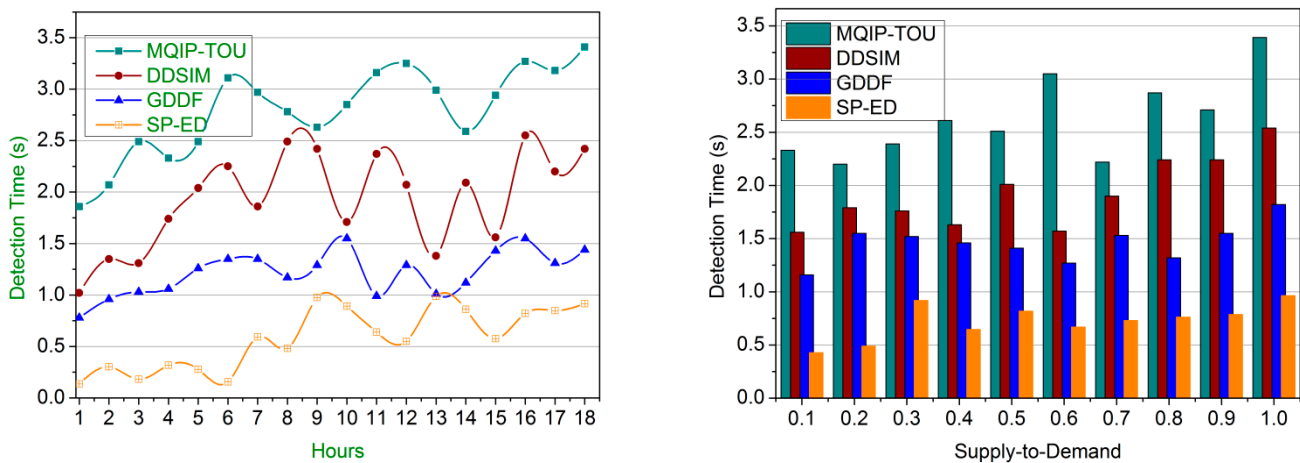 3.5
3.0
2.5
2.0
1.5
1.0
0.5
0.0
Detection Time (s)
MQIP-TOU
DDSIM
GDDF
SP-ED
1 2 3 4 5 6 7 8 9 10 11 12 13 14 15 16 17 18
Hours
3.5
3.0
2.5
2.0
1.5
1.0
0.5
0.0
Detection Time (s)
MQIP-TOU
DDSIM
GDDF
SP-ED
0.1 0.2 0.3 0.4 0.5 0.6 0.7 0.8 0.9 1.0
Supply-to-Demand